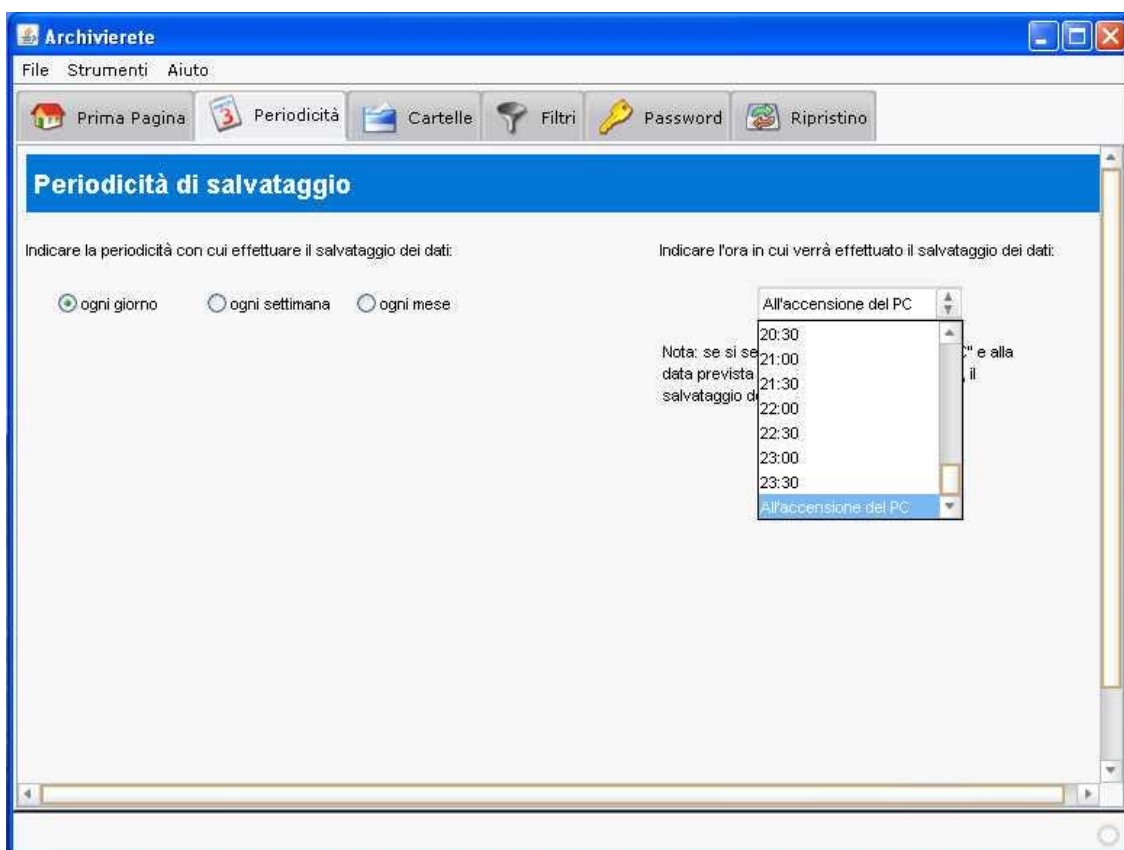 Archivierete
File Strumenti Aiuto
Prima Pagina 3 Periodicità Cartelle Filtri Password Ripristino
Periodicità di salvataggio
Indicare la periodicità con cui effettuare il salvataggio dei dati:
ogni giorno ogni settimana ogni mese
Indicare l'ora in cui verrà effettuato il salvataggio dei dati:
All'accensione del PC
Nota: se si se " e alla
data prevista , il
salvataggio
20:30
21:00
21:30
22:00
22:30
23:00
23:30
All'accensione del PC